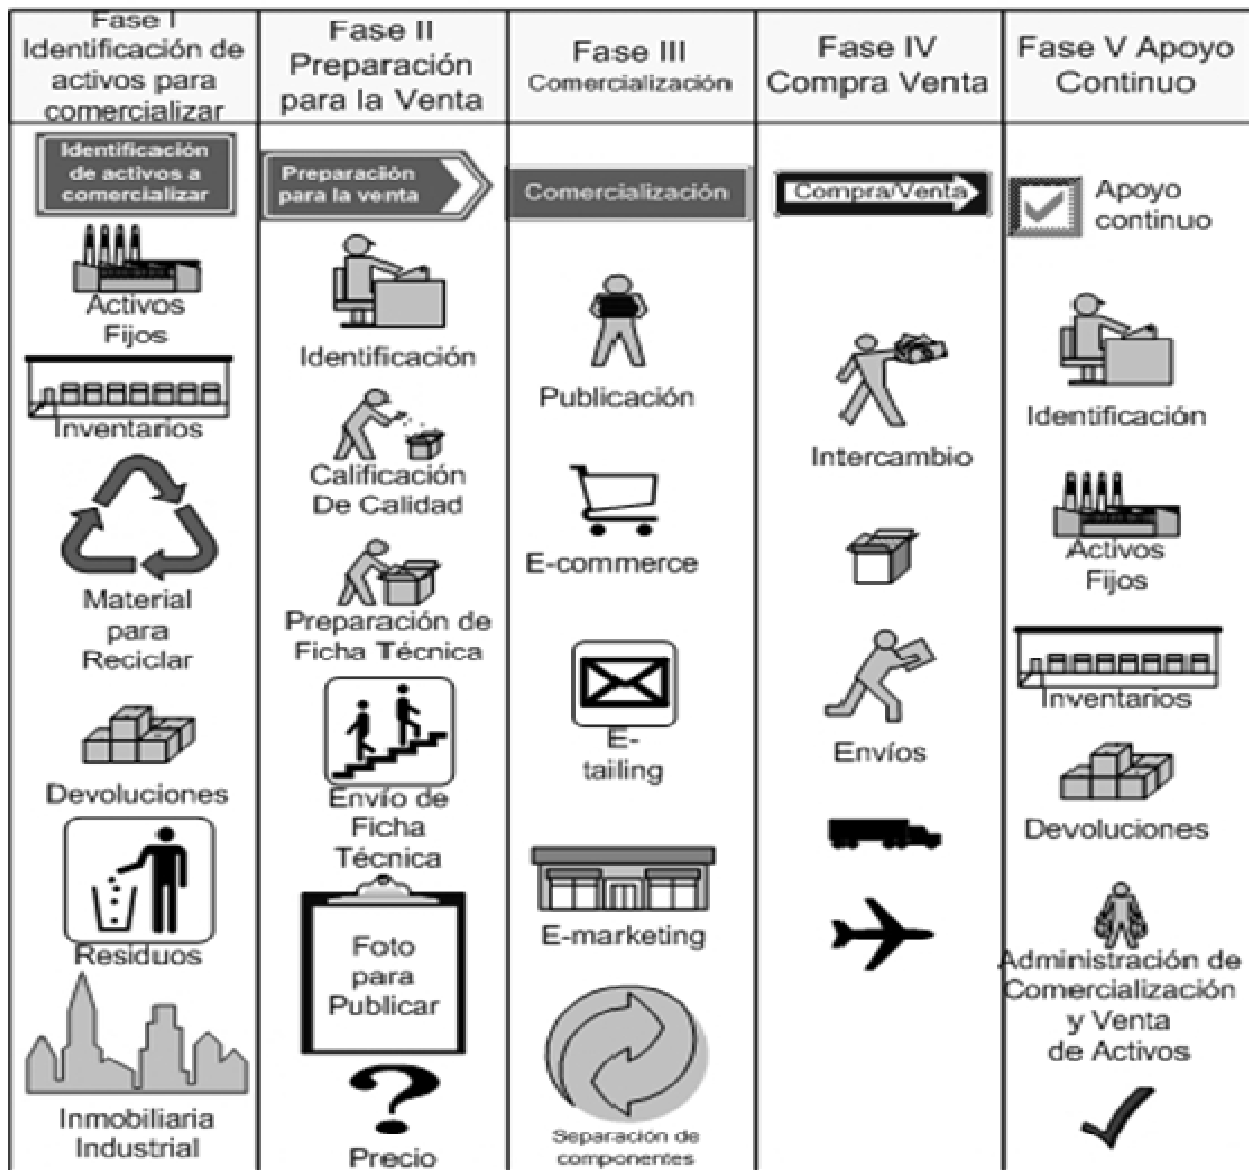 Fase I
Identificación de
activos para
comercializar
Identificación
de activos a
comercializar
Activos
Fijos
Inventarios
Material
para
Reciclar
Devoluciones
Residuos
Inmobiliaria
Industrial
Fase II
Preparación
para la Venta
Preparación
para la venta
Identificación
Calificación
De Calidad
Preparación de
Ficha Técnica
Envío de
Ficha
Técnica
Foto
para
Publicar
Precio
Fase III
Comercialización
Comercialización
Publicación
E-commerce
E-
tailing
E-marketing
Separación de
componentes
Fase IV
Compra Venta
Compra/Venta
Intercambio
Envíos
Fase V Apoyo
Continuo
Apoyo
continuo
Identificación
Activos
Fijos
Inventarios
Devoluciones
Administración de
Comercialización
y Venta
de Activos